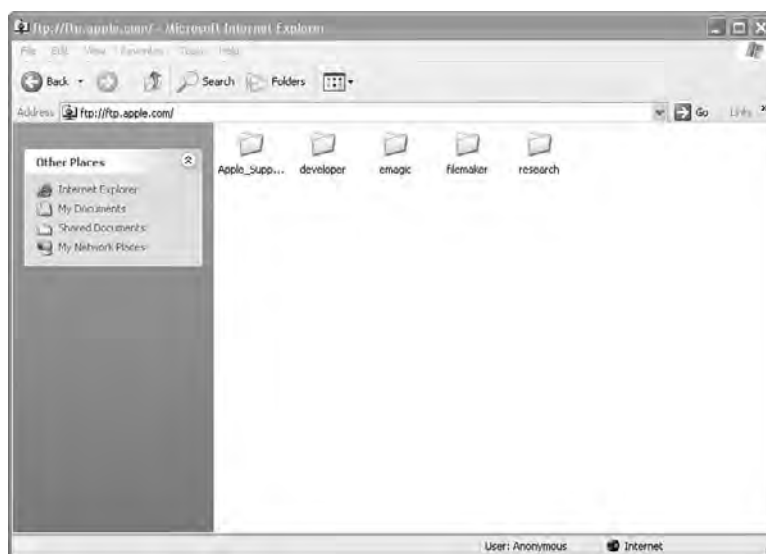 ftp://ftp.apple.com/ - Microsoft Internet Explorer
File Edit View Favorites Tools Help
Back Search Folders
Address ftp://ftp.apple.com/ Go Links
Other Places
Internet Explorer
My Documents
Shared Documents
My Network Places
Apple_Supp... developer emagic filemaker research
User: Anonymous Internet